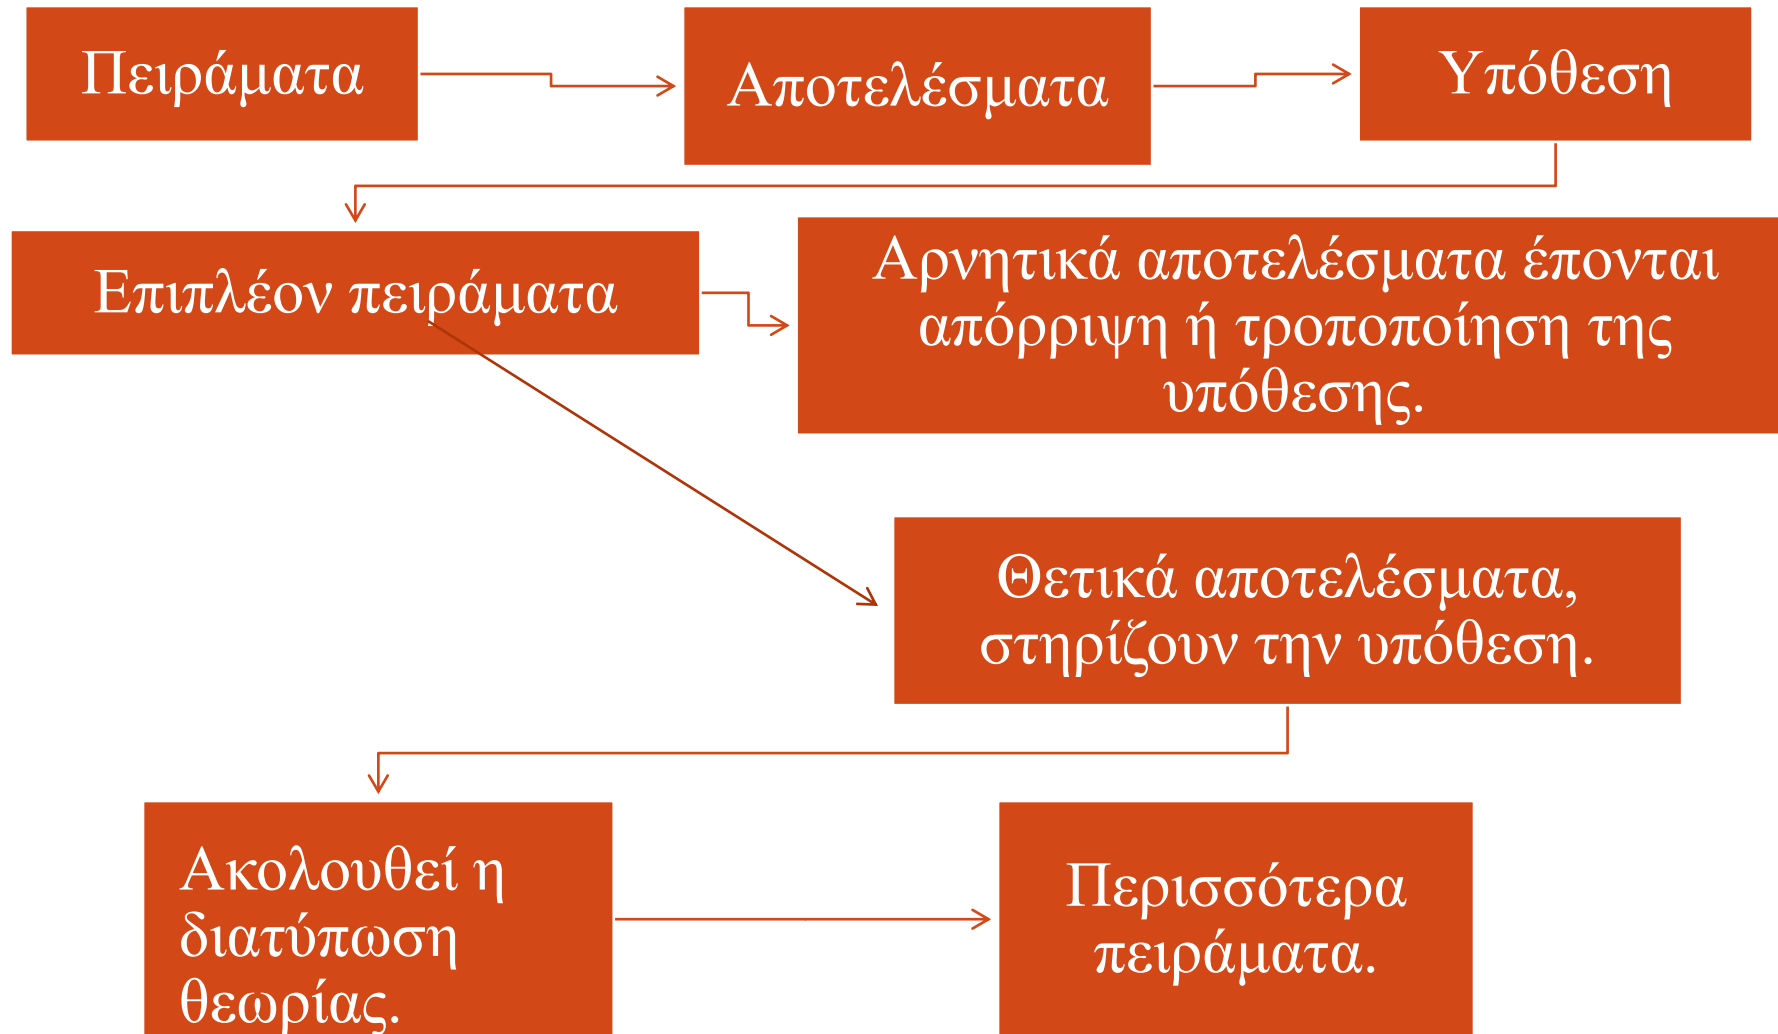 Πειράματα
Αποτελέσματα
Υπόθεση
Επιπλέον πειράματα
Αρνητικά αποτελέσματα έπονται
απόρριψη ή τροποποίηση της
υπόθεσης.
Θετικά αποτελέσματα,
στηρίζουν την υπόθεση.
Ακολουθεί η
διατύπωση
θεωρίας.
Περισσότερα
πειράματα.